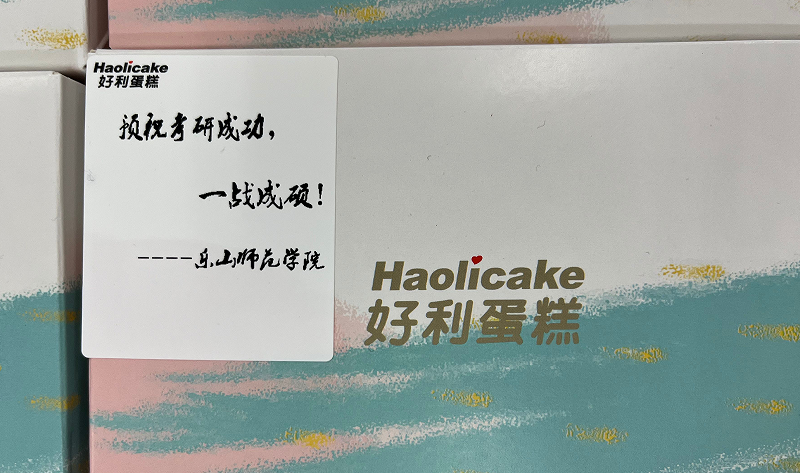 Haolicake
好利蛋糕
预祝考研成功，
一战成硕！
----乐山师范学院
Haolicake
好利蛋糕